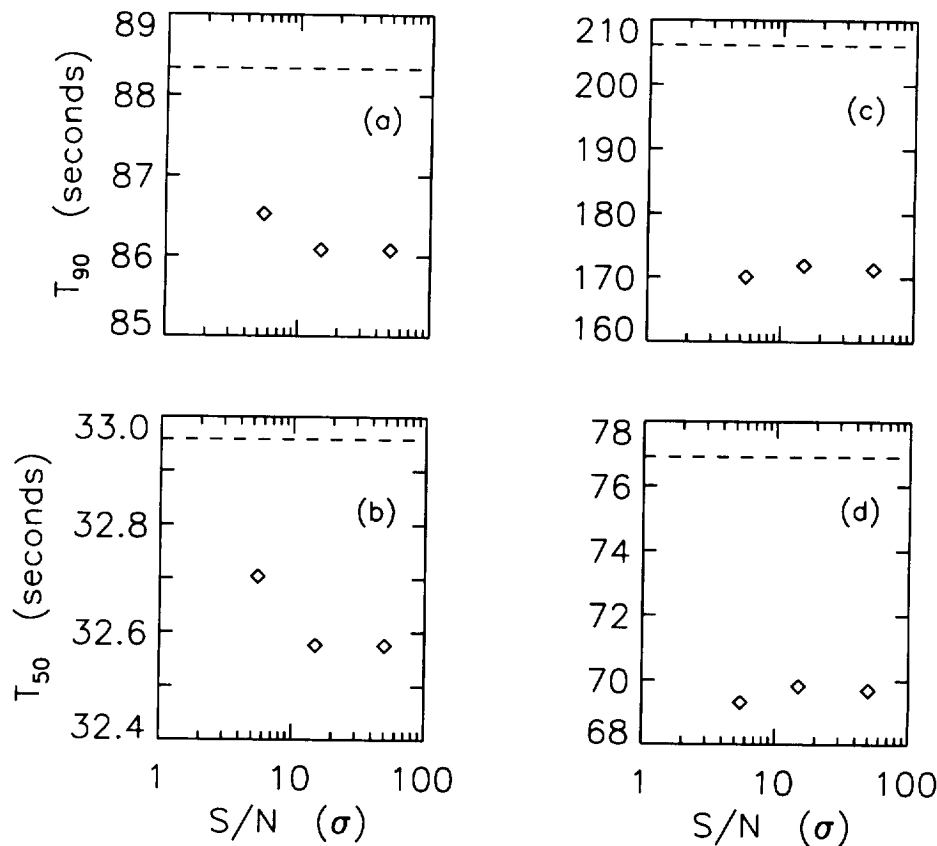 T90 (seconds)
89
88
87
86
85
(a)
210
200
190
180
170
160
(c)
T50 (seconds)
33.0
32.8
32.6
32.4
(b)
1 10 100
S/N (σ)
78
76
74
72
70
68
(d)
1 10 100
S/N (σ)